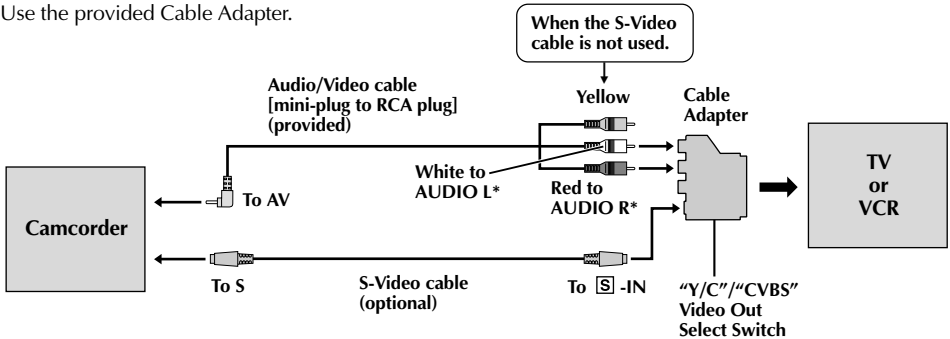 Use the provided Cable Adapter.
When the S-Video
cable is not used.
Audio/Video cable
[mini-plug to RCA plug]
(provided)
Yellow
Cable
Adapter
White to
AUDIO L*
Red to
AUDIO R*
To AV
Camcorder
TV
or
VCR
To S
S-Video cable
(optional)
To S -IN
“Y/C”/“CVBS”
Video Out
Select Switch